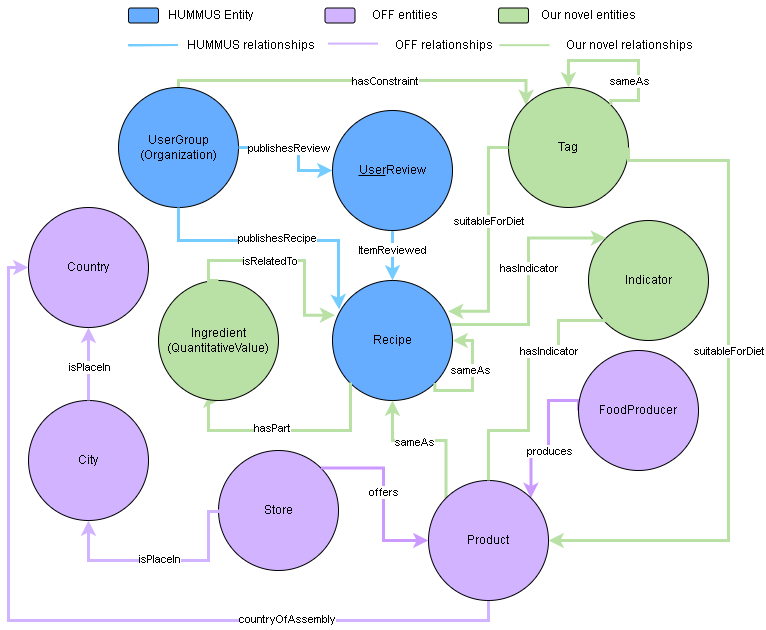 HUMMUS Entity
OFF entities
Our novel entities
HUMMUS relationships
OFF relationships
Our novel relationships
hasConstraint
sameAs
UserGroup
(Organization)
publishesReview
UserReview
Tag
suitableForDiet
publishesRecipe
ItemReviewed
isRelatedTo
hasIndicator
Country
Indicator
Ingredient
(QuantitativeValue)
Recipe
hasIndicator
suitableForDiet
isPlaceIn
sameAs
FoodProducer
hasPart
sameAs
produces
City
offers
Store
Product
isPlaceIn
countryOfAssembly